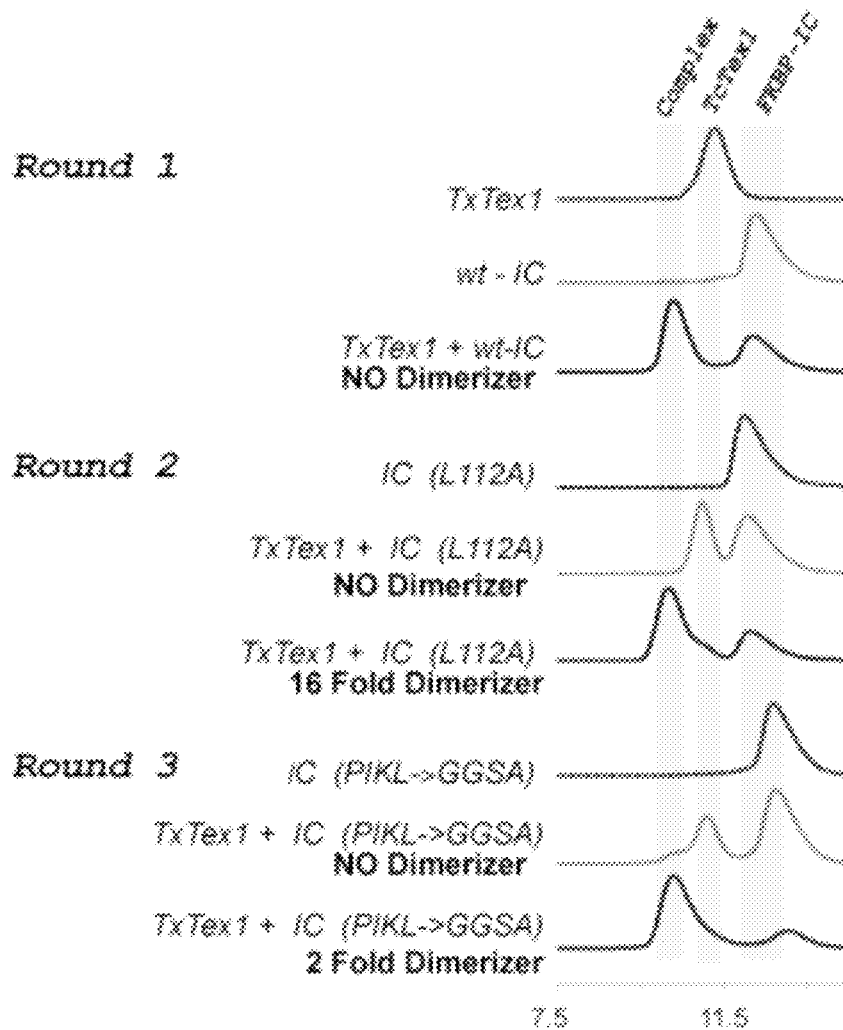 Complex TcTex1 FKBP-IC
Round 1
TxTex1
wt - IC
TxTex1 + wt-IC
NO Dimerizer
Round 2
IC (L112A)
TxTex1 + IC (L112A)
NO Dimerizer
TxTex1 + IC (L112A)
16 Fold Dimerizer
Round 3
IC (PIKL->GGSA)
TxTex1 + IC (PIKL->GGSA)
NO Dimerizer
TxTex1 + IC (PIKL->GGSA)
2 Fold Dimerizer
7.5 11.5